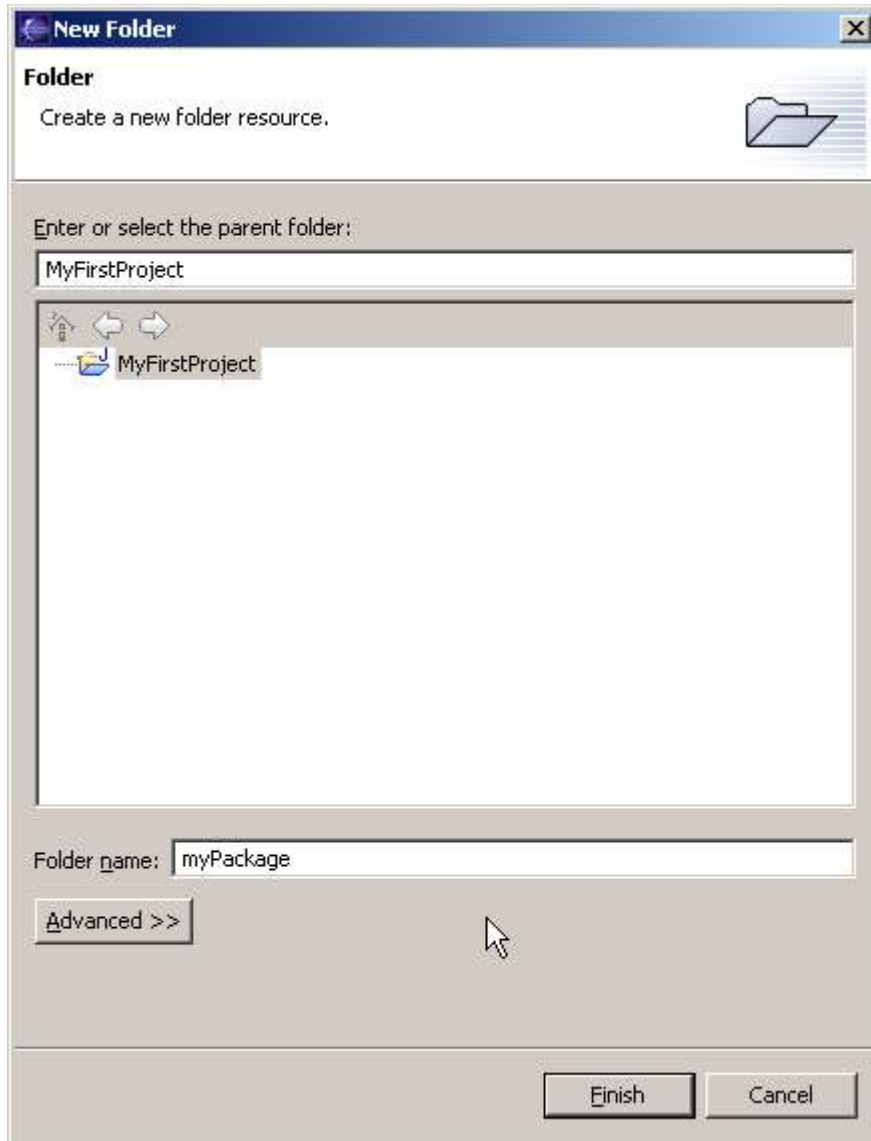 New Folder
Folder
Create a new folder resource.
Enter or select the parent folder:
MyFirstProject
MyFirstProject
Folder name: myPackage
Advanced >>
Finish Cancel